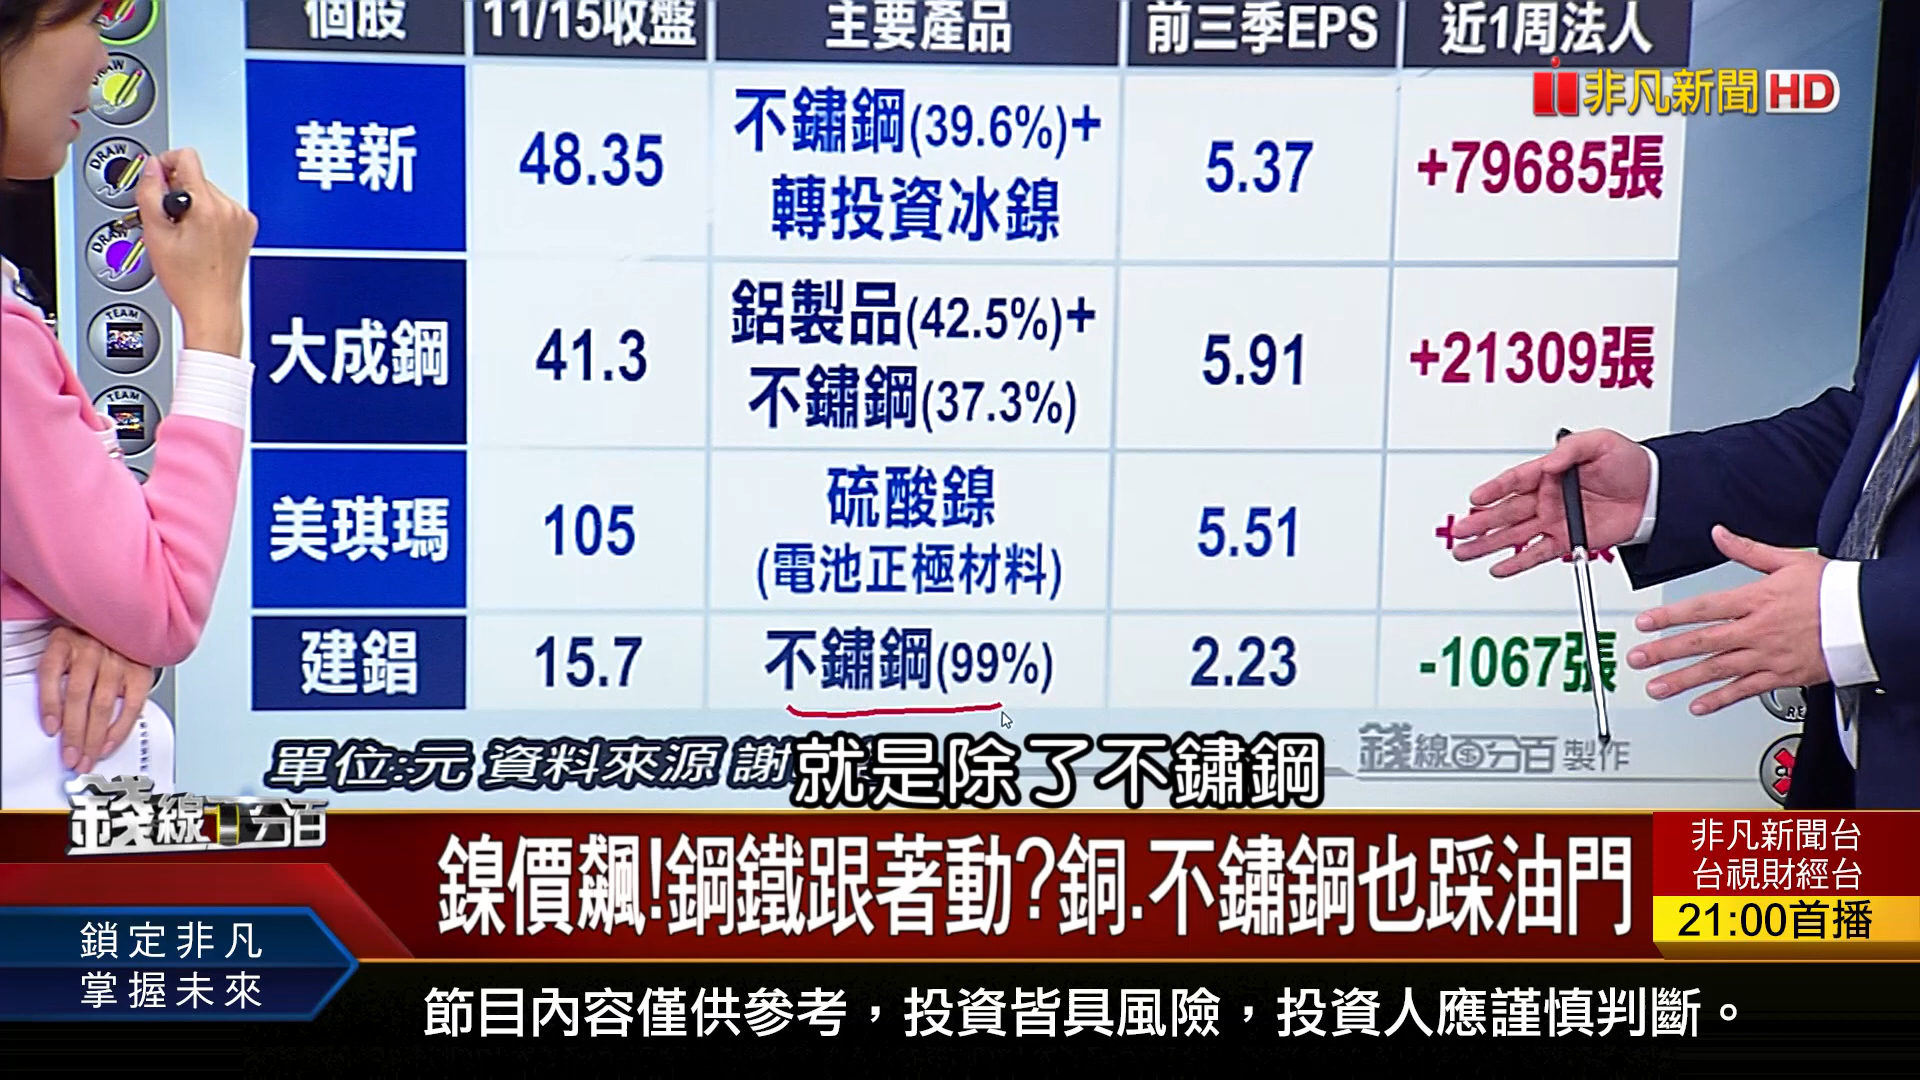 個股 11/15收盤 主要產品 前三季EPS 近1周法人
非凡新聞HD
華新 48.35 不鏽鋼(39.6%)+ 5.37 +79685張
轉投資冰鎳
大成鋼 41.3 鋁製品(42.5%)+ 5.91 +21309張
不鏽鋼(37.3%)
美琪瑪 105 硫酸鎳 5.51
(電池正極材料)
建錩 15.7 不鏽鋼(99%) 2.23 -1067張
DRAW
DRAW
DRAW
TEAM
TEAM
單位:元 資料來源 謝
錢線百分百 製作
就是除了不鏽鋼
錢線百分百
鎳價飆!鋼鐵跟著動?銅.不鏽鋼也踩油門
非凡新聞台
台視財經台
21:00首播
鎖定非凡
掌握未來
節目內容僅供參考，投資皆具風險，投資人應謹慎判斷。